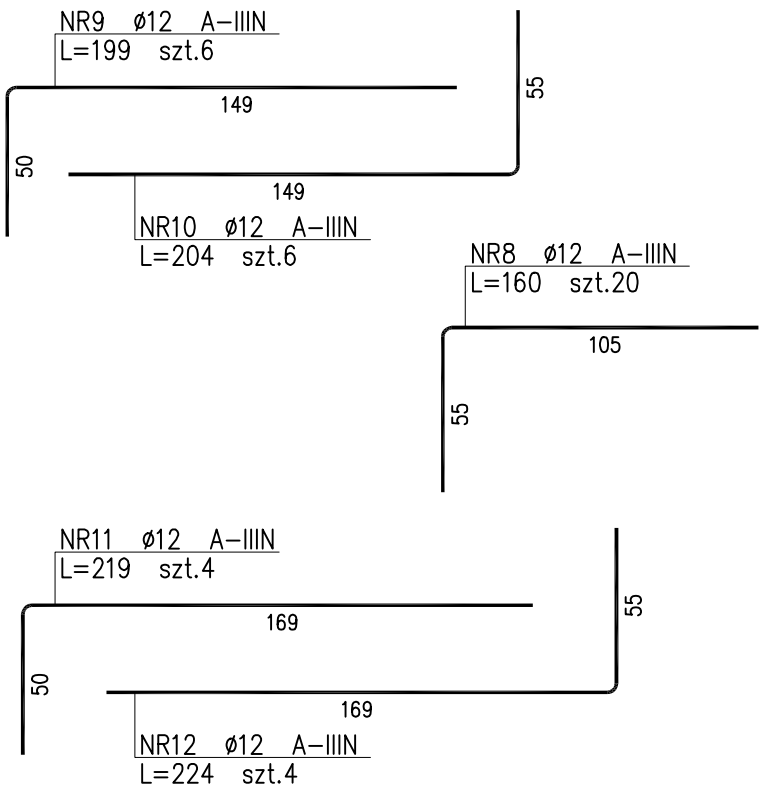 NR9 ø12 A-IIIN
L=199 szt.6
149
50
55
149
NR10 ø12 A-IIIN
L=204 szt.6
NR8 ø12 A-IIIN
L=160 szt.20
105
55
NR11 ø12 A-IIIN
L=219 szt.4
169
50
55
169
NR12 ø12 A-IIIN
L=224 szt.4